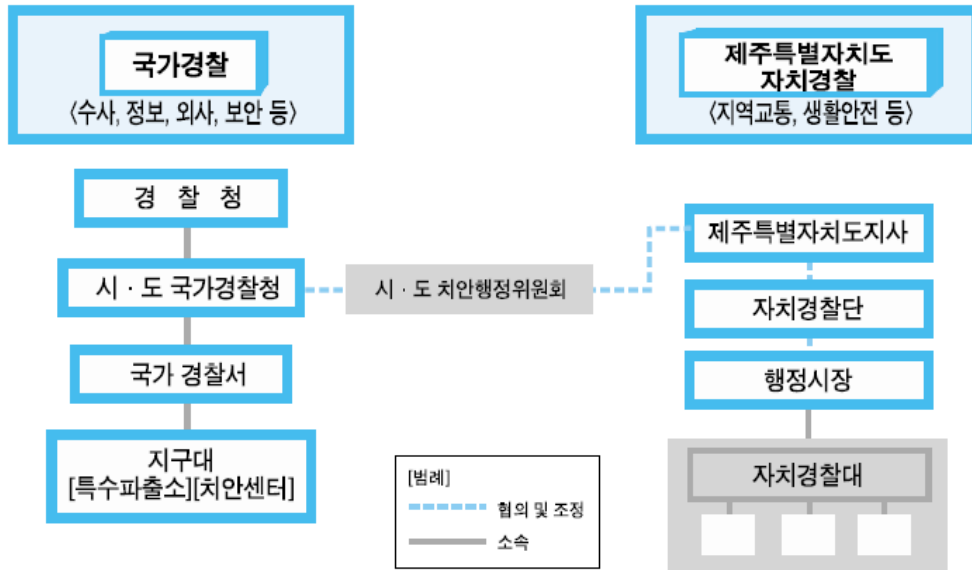 국가경찰
〈수사, 정보, 외사, 보안 등〉
경 찰 청
시 · 도 국가경찰청
국가 경찰서
지구대
[특수파출소][치안센터]
시 · 도 치안행정위원회
제주특별자치도
자치경찰
〈지역교통, 생활안전 등〉
제주특별자치도지사
자치경찰단
행정시장
자치경찰대
[범례]
협의 및 조정
소속